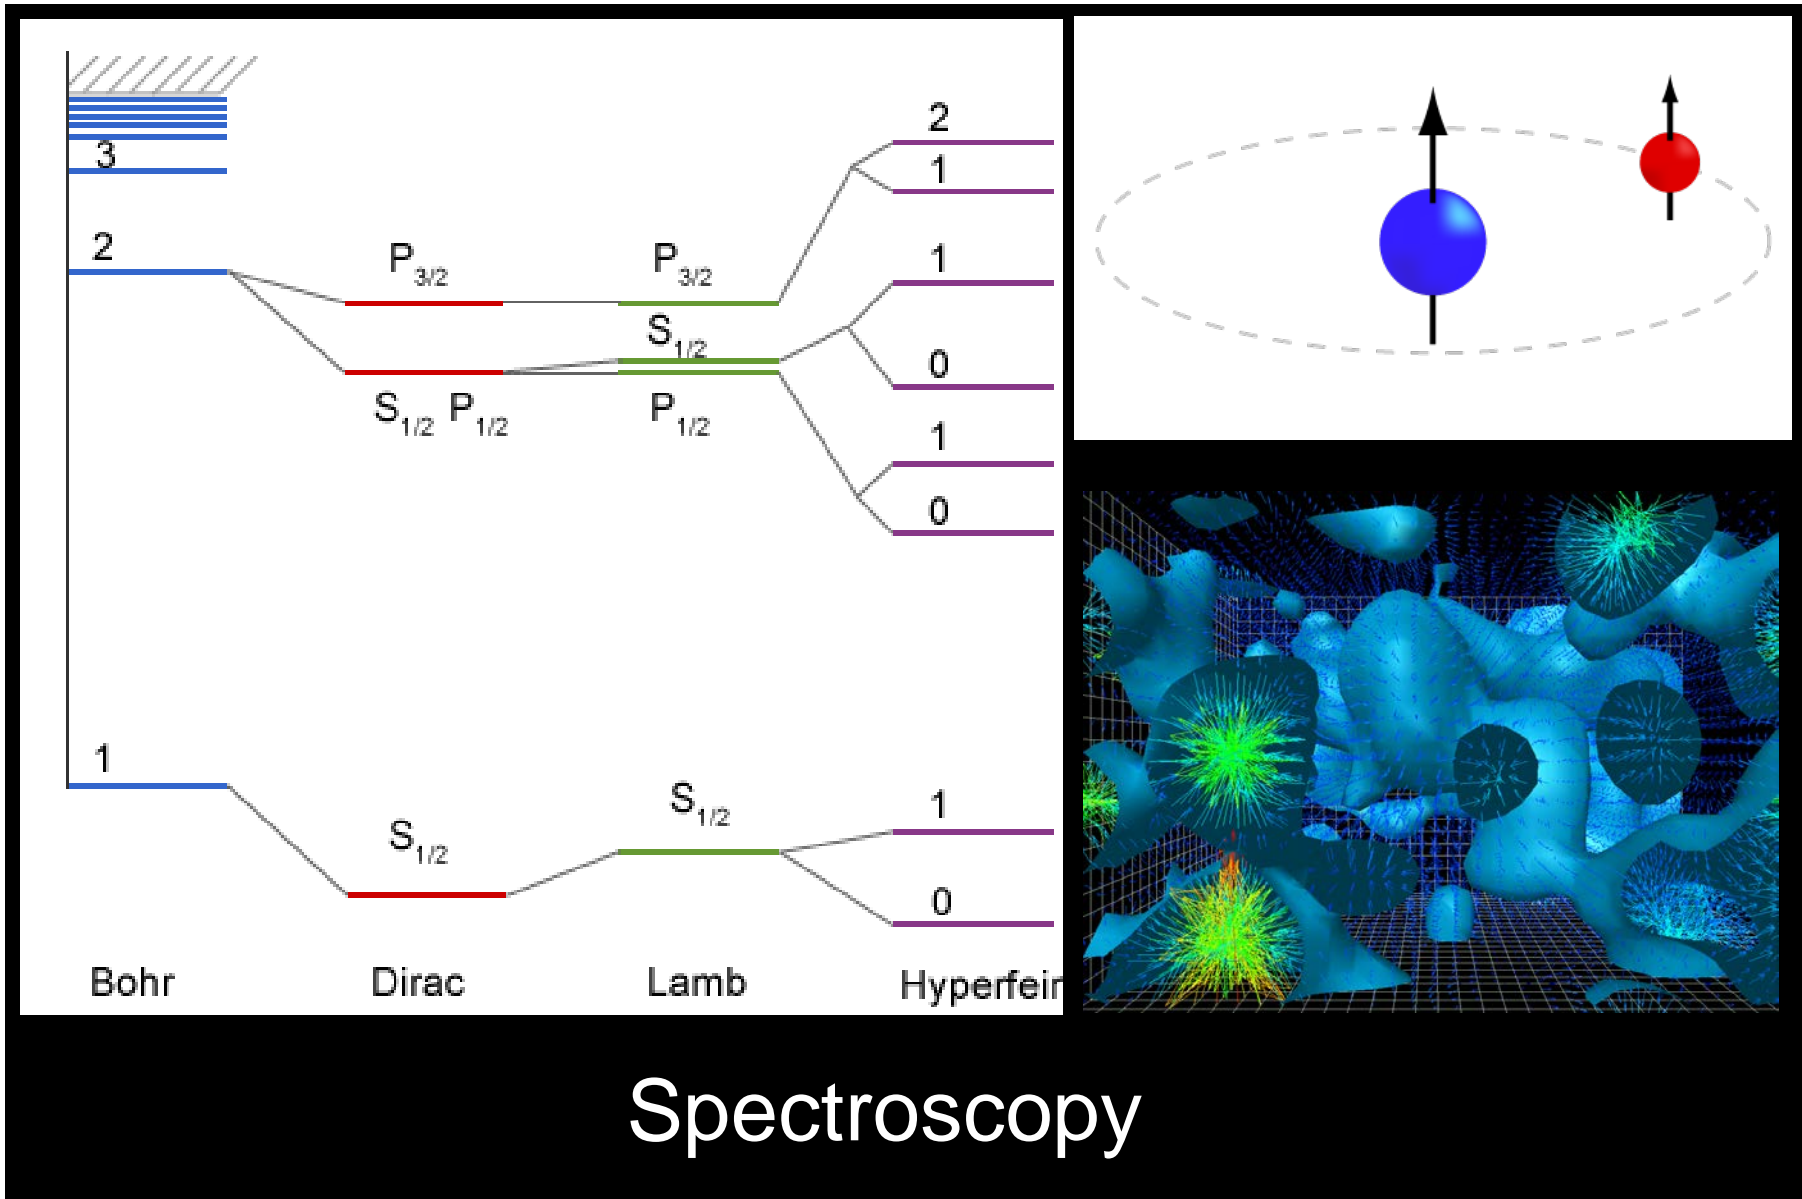 3
2
1
P3/2
S1/2 P1/2
S1/2
P3/2
S1/2
P1/2
S1/2
2
1
1
0
1
0
1
0
Bohr Dirac Lamb Hyperfein
Spectroscopy